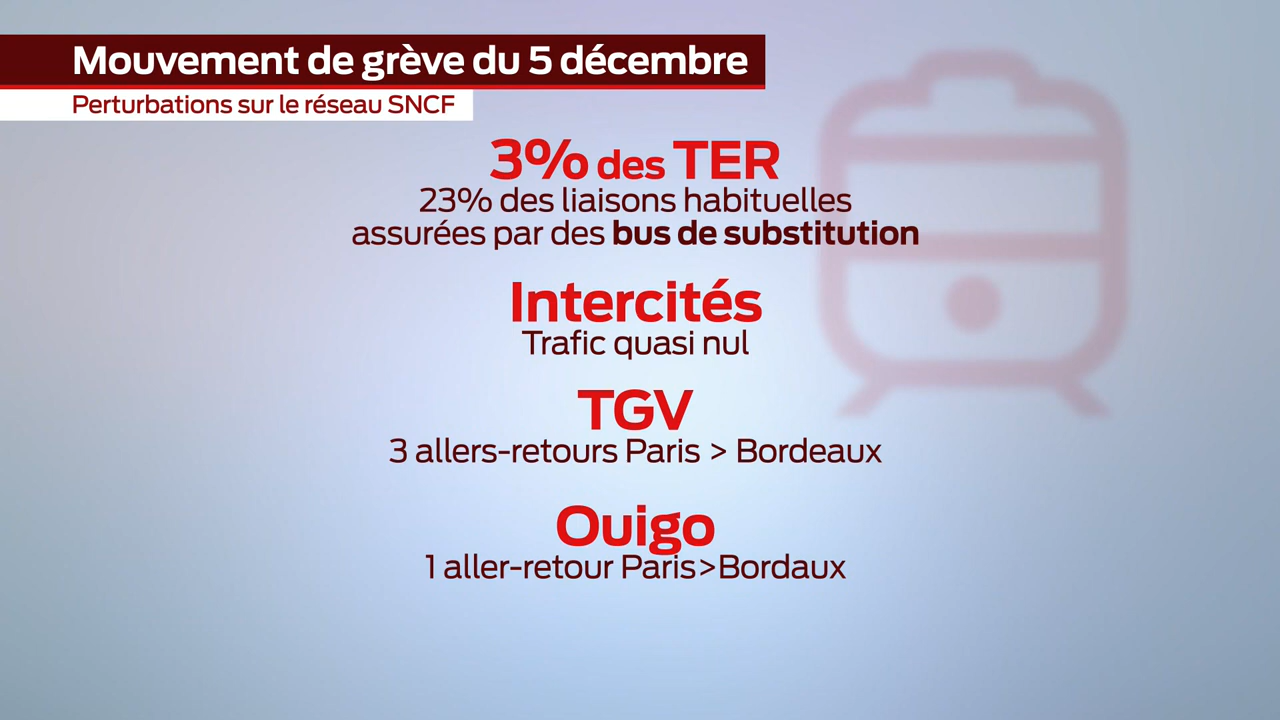 Mouvement de grève du 5 décembre
Perturbations sur le réseau SNCF
3% des TER
23% des liaisons habituelles
assurées par des bus de substitution
Intercités
Trafic quasi nul
TGV
3 allers-retours Paris > Bordeaux
Ouigo
1 aller-retour Paris>Bordaux